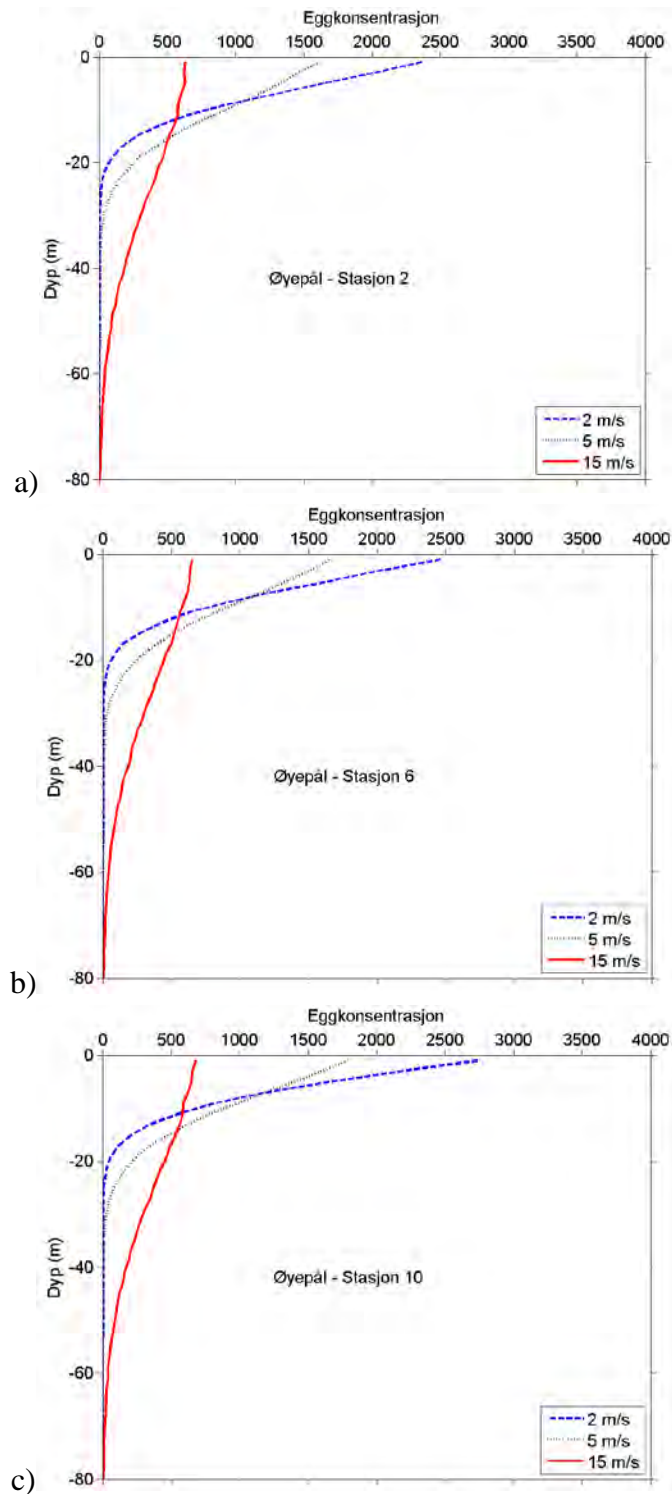 Eggkonsentrasjon
0 500 1000 1500 2000 2500 3000 3500 4000
0
-20
-40
-60
-80
Dyp (m)
Øyepål - Stasjon 2
2 m/s
5 m/s
15 m/s
a)
Eggkonsentrasjon
0 500 1000 1500 2000 2500 3000 3500 4000
0
-20
-40
-60
-80
Dyp (m)
Øyepål - Stasjon 6
2 m/s
5 m/s
15 m/s
b)
Eggkonsentrasjon
0 500 1000 1500 2000 2500 3000 3500 4000
0
-20
-40
-60
-80
Dyp (m)
Øyepål - Stasjon 10
2 m/s
5 m/s
15 m/s
c)